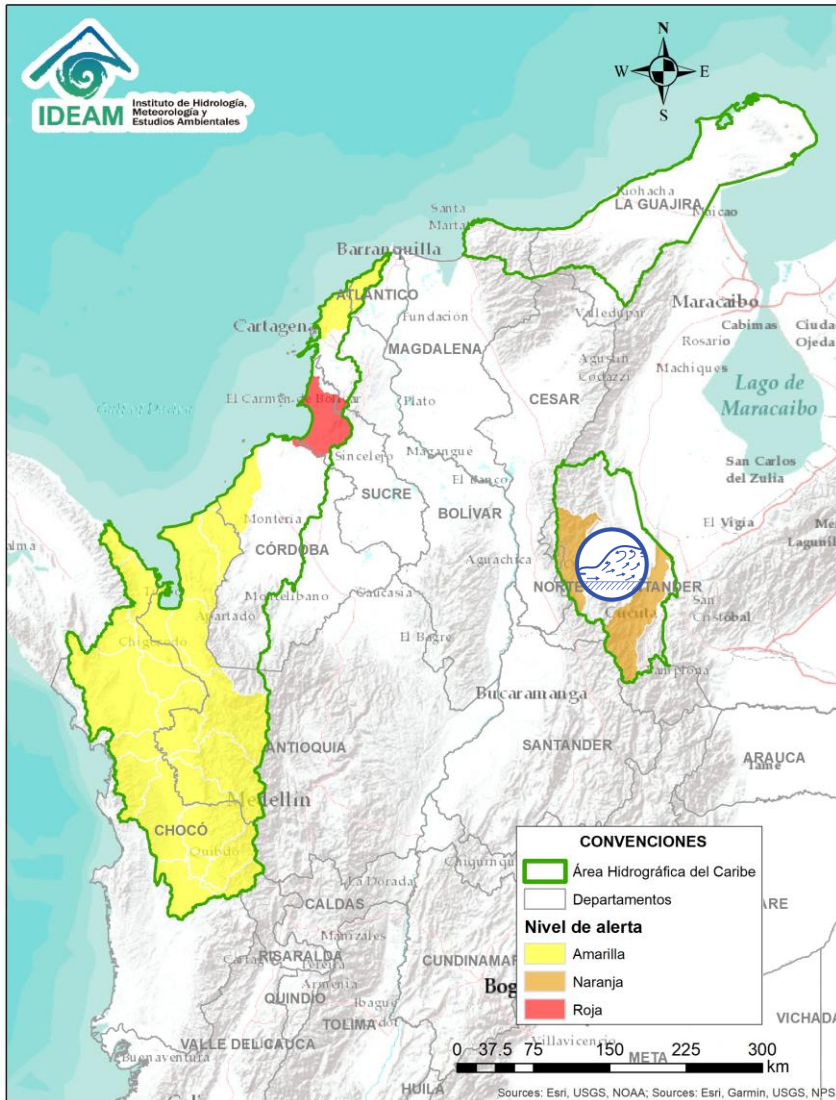 IDEAM
Instituto de Hidrología,
Meteorología y
Estudios Ambientales
N
W
E
S
Riohacha
LA GUAJIRA
Maicao
Santa
Marta
Barranquilla
ATLÁNTICO
Cartagena
Fundación
MAGDALENA
Valledupar
Maracaibo
Cabimas
Ciudad
Ojeda
Rosario
Machiques
Agustín
Codazzi
CESAR
Lago de
Maracaibo
El Carmen de Bolívar
Plato
Sincelejo
Magangué
San Carlos
del Zulia
SUCRE
El Banco
BOLÍVAR
El Vigía
Montería
CÓRDOBA
Aguachica
NORTE
SANTANDER
Cúcuta
San
Cristóbal
Montelíbano
Caucasia
Apartadó
Chigorodó
El Bagre
Pamplona
Bucaramanga
ANTIOQUIA
SANTANDER
ARAUCA
Tame
Medellín
CHOCÓ
Quibdó
La Dorada
CALDAS
Manizales
RISARALDA
Pereira
Armenia
QUINDÍO
Ibagué
TOLIMA
CUNDINAMAR
Bog
Villavicencio
META
VICHADA
VALLE DEL CAUCA
Buenaventura
HUILA
CONVENCIONES
Área Hidrográfica del Caribe
Departamentos
Nivel de alerta
Amarilla
Naranja
Roja
0 37.5 75 150 225 300
km
Sources: Esri, USGS, NOAA; Sources: Esri, Garmin, USGS, NPS